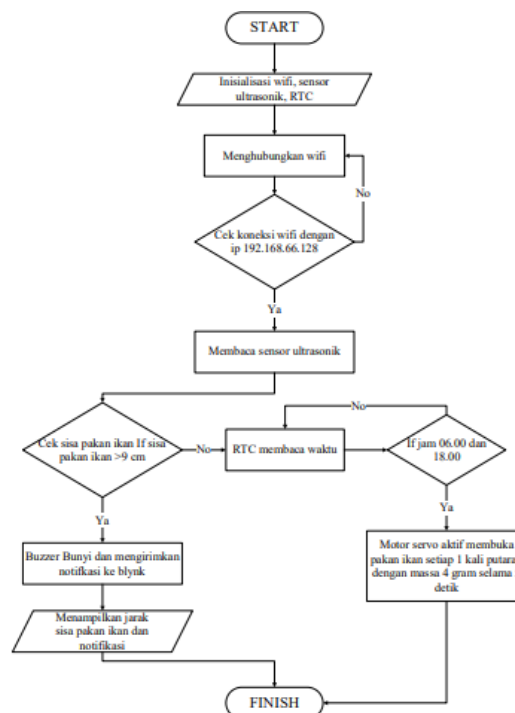 START
Inisialisasi wifi, sensor
ultrasonik, RTC
Menghubungkan wifi
No
Cek koneksi wifi dengan
ip 192.168.66.128
Ya
Membaca sensor ultrasonik
No
Cek sisa pakan ikan If sisa
pakan ikan >9 cm
No
RTC membaca waktu
If jam 06.00 dan
18.00
Ya
Ya
Buzzer Bunyi dan mengirimkan
notifkasi ke blynk
Motor servo aktif membuka
pakan ikan setiap 1 kali putara
dengan massa 4 gram selama
detik
Menampilkan jarak
sisa pakan ikan dan
notifikasi
FINISH